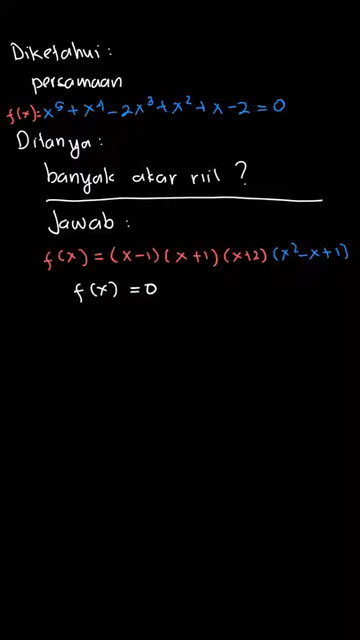 Diketahui:
persamaan
f(x) = x⁵ + x⁴ - 2x³ + x² + x - 2 = 0
Ditanya:
banyak akar riil ?
Jawab:
f(x) = (x-1) (x+1) (x+2) (x² - x + 1)
f(x) = 0